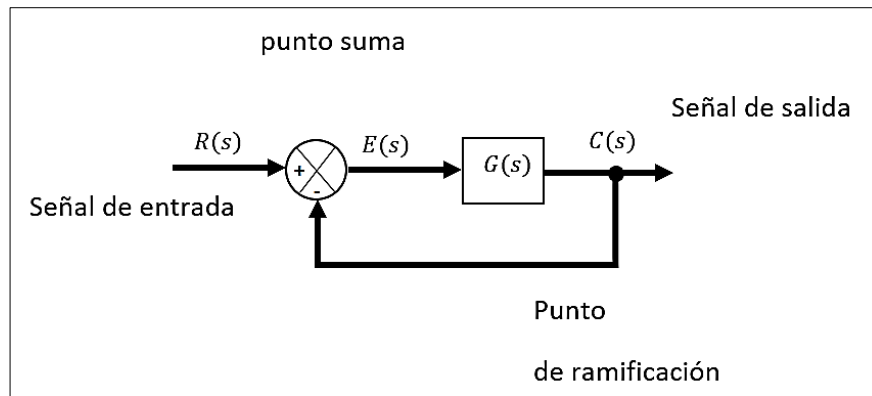 punto suma
Señal de salida
R(s)
E(s)
G(s)
C(s)
+
-
Señal de entrada
Punto
de ramificación